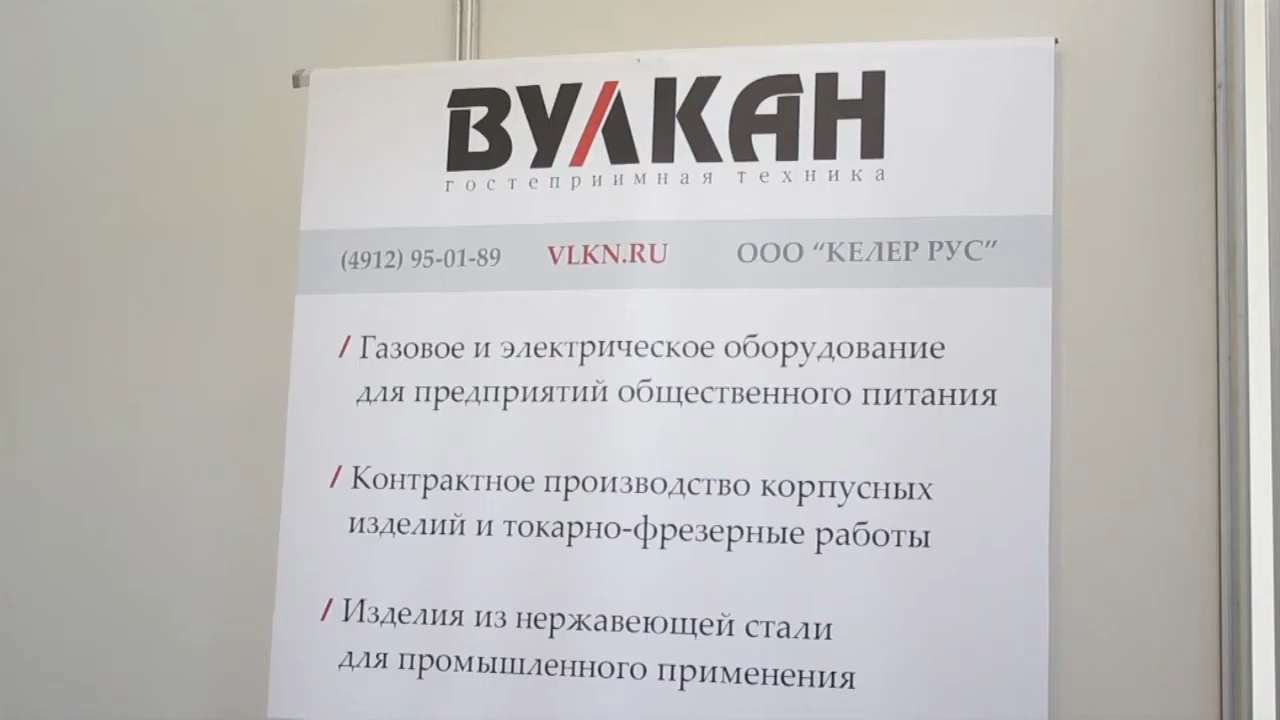 ВУЛКАН
гостеприимная техника
(4912) 95-01-89 VLKN.RU ООО “КЕЛЕР РУС”
/ Газовое и электрическое оборудование
для предприятий общественного питания
/ Контрактное производство корпусных
изделий и токарно-фрезерные работы
/ Изделия из нержавеющей стали
для промышленного применения